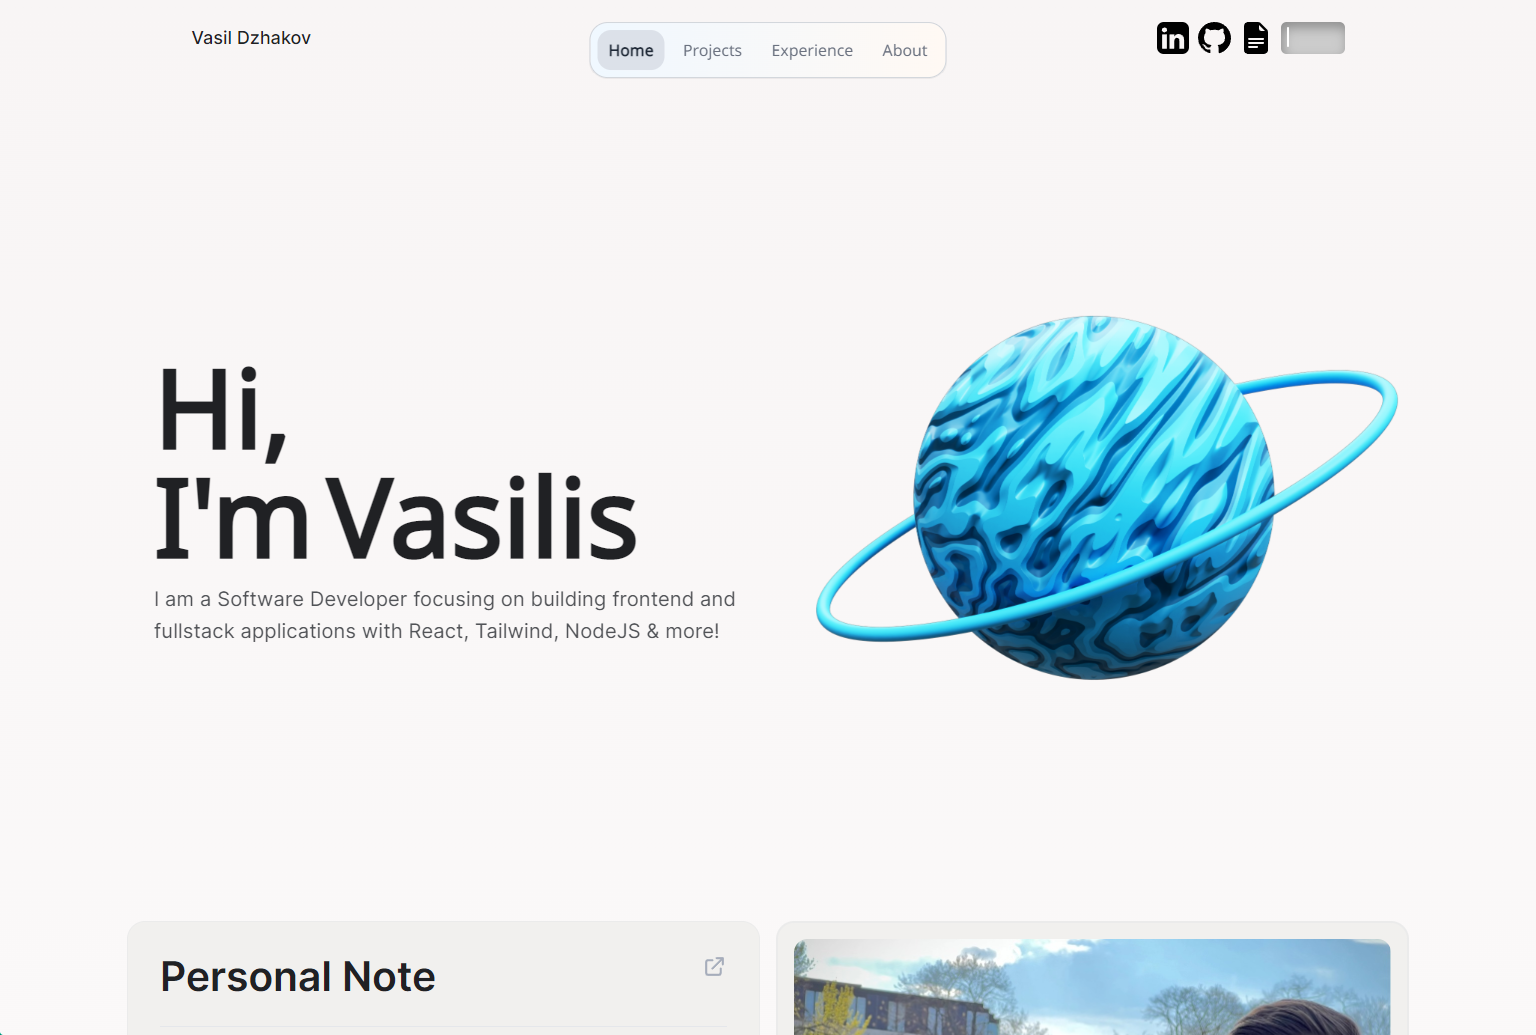 Vasil Dzhakov
Home Projects Experience About
in
Hi,
I'm Vasilis
I am a Software Developer focusing on building frontend and
fullstack applications with React, Tailwind, NodeJS & more!
Personal Note